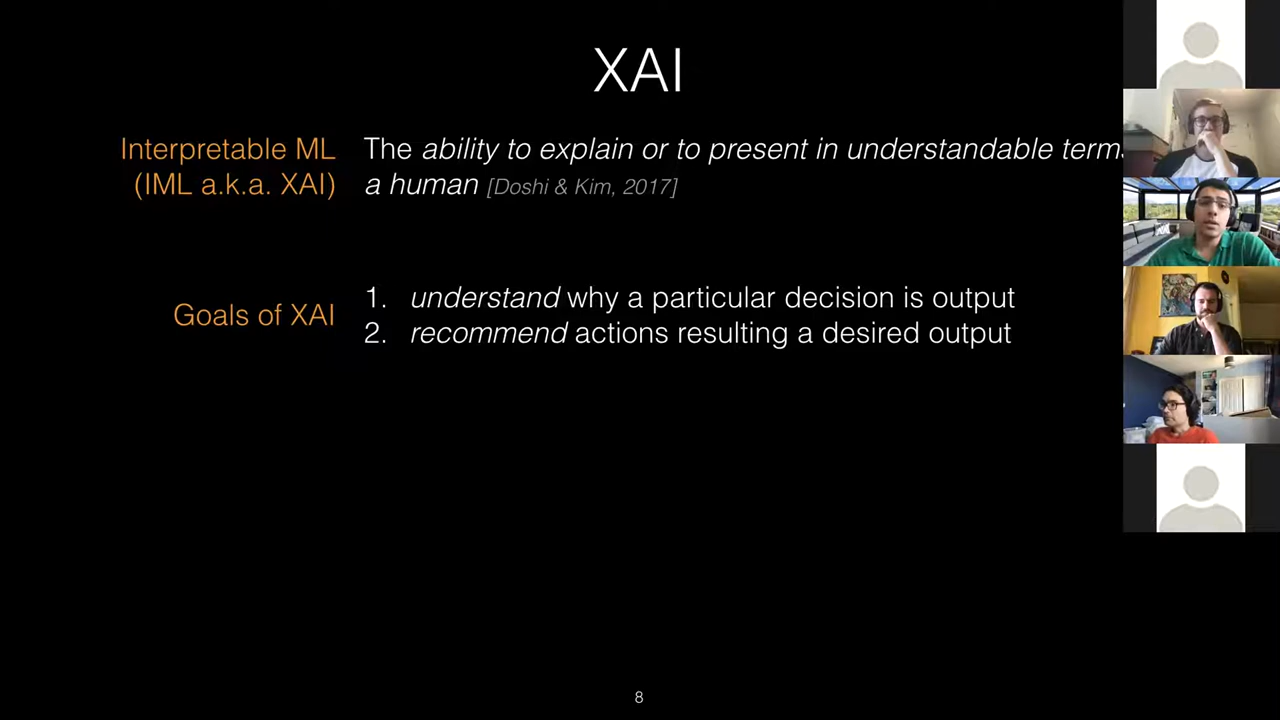 XAI
Interpretable ML
(IML a.k.a. XAI)
The ability to explain or to present in understandable terms
a human [Doshi & Kim, 2017]
Goals of XAI
1. understand why a particular decision is output
2. recommend actions resulting a desired output
8